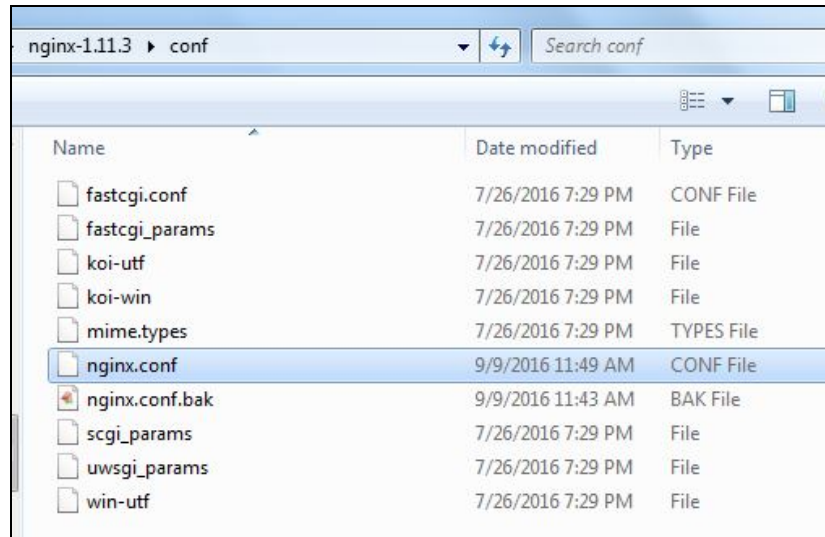 nginx-1.11.3 ▸ conf Search conf
Name Date modified Type
fastcgi.conf 7/26/2016 7:29 PM CONF File
fastcgi_params 7/26/2016 7:29 PM File
koi-utf 7/26/2016 7:29 PM File
koi-win 7/26/2016 7:29 PM File
mime.types 7/26/2016 7:29 PM TYPES File
nginx.conf 9/9/2016 11:49 AM CONF File
nginx.conf.bak 9/9/2016 11:43 AM BAK File
scgi_params 7/26/2016 7:29 PM File
uwsgi_params 7/26/2016 7:29 PM File
win-utf 7/26/2016 7:29 PM File